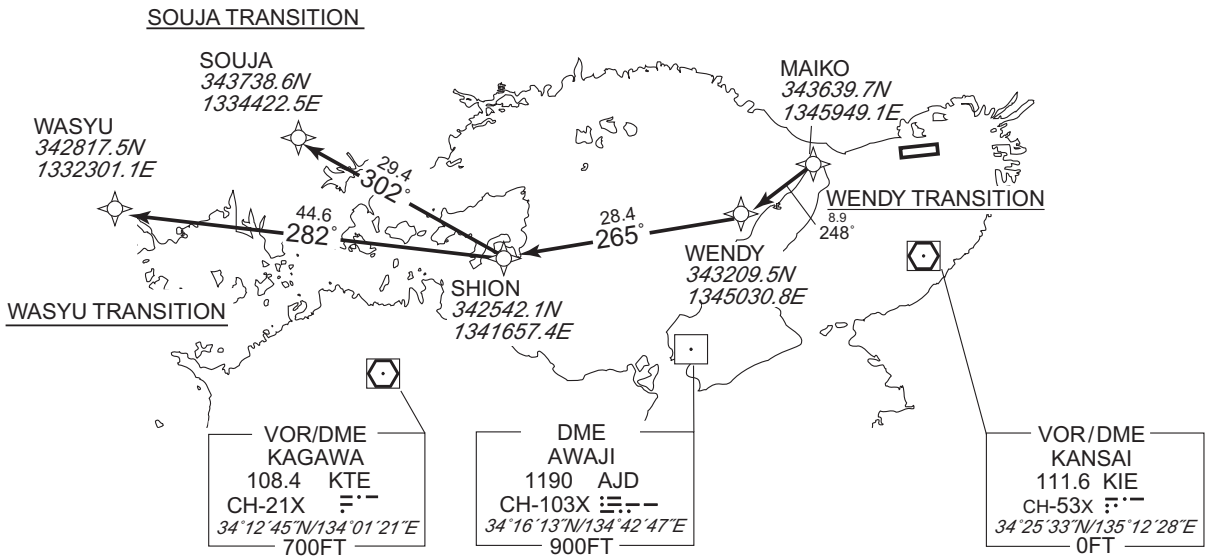 SOUJA TRANSITION
SOUJA
343738.6N
1334422.5E
MAIKO
343639.7N
1345949.1E
WASYU
342817.5N
1332301.1E
29.4
302°
44.6
282°
28.4
265°
WENDY TRANSITION
8.9
248°
WENDY
343209.5N
1345030.8E
SHION
342542.1N
1341657.4E
WASYU TRANSITION
VOR/DME
KAGAWA
108.4 KTE
CH-21X
34°12´45˝N/134°01´21˝E
700FT
DME
AWAJI
1190 AJD
CH-103X
34°16´13˝N/134°42´47˝E
900FT
VOR/DME
KANSAI
111.6 KIE
CH-53X
34°25´33˝N/135°12´28˝E
0FT